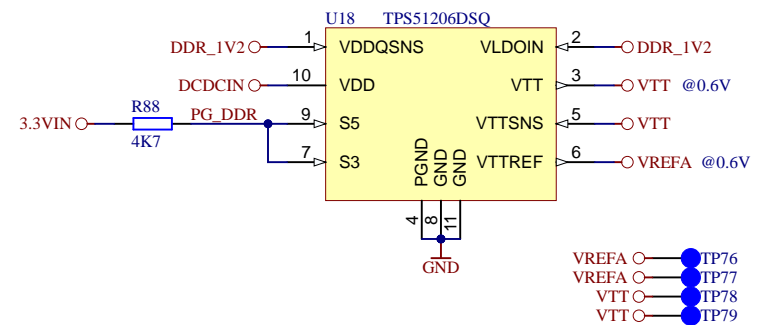 U18 TPS51206DSQ
DDR_1V2 1 VDDQSNS VLDOIN 2 DDR_1V2
DCDCIN 10 VDD VTT 3 VTT @0.6V
3.3VIN R88 4K7 PG_DDR 9 S5 VTTSNS 5 VTT
7 S3 VTTREF 6 VREFA @0.6V
PGND GND GND
4 8 11
GND
VREFA TP76
VREFA TP77
VTT TP78
VTT TP79